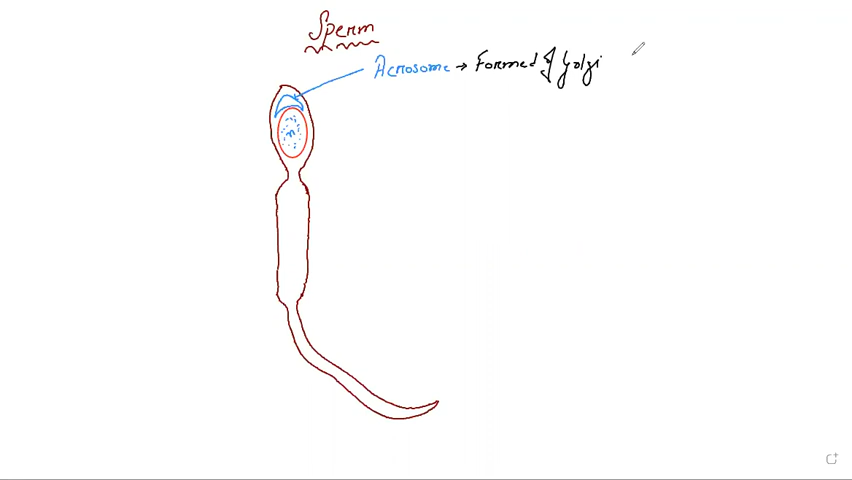 Sperm
Acrosome → Formed of Golgi
n